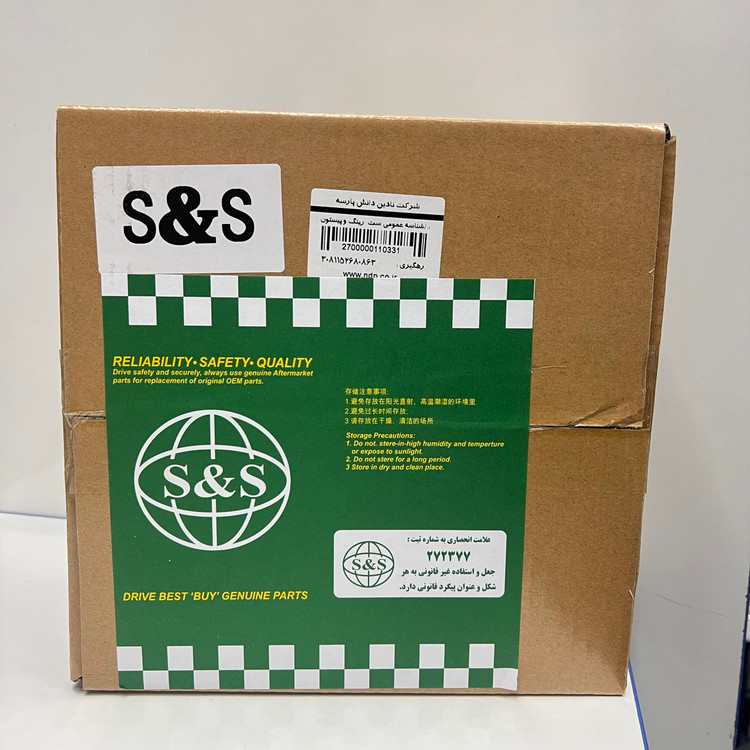 S&S
شرکت نادین دانش پارسه
شناسه عمومی ست رینگ و پیستون
2700000110331
رهگیری :
RELIABILITY• SAFETY• QUALITY
Drive safety and securely, always use genuine Aftermarket
parts for replacement of original OEM parts.
存储注意事项:
1.避免存放在阳光直射、高温潮湿的环境里
2.避免过长时间存放,
3.请存放在干燥、清洁的场所
Storage Precautions:
1. Do not. stere-in-high humidity and temperture
or expose to sunlight.
2. Do not stere for a long period.
3 Store in dry and clean place.
S&S
علامت انحصاری به شماره ثبت :
۲۷۲۳۷۷
جعل و استفاده غیر قانونی به هر
شکل و عنوان پیگرد قانونی دارد.
S&S
DRIVE BEST ‘BUY’ GENUINE PARTS